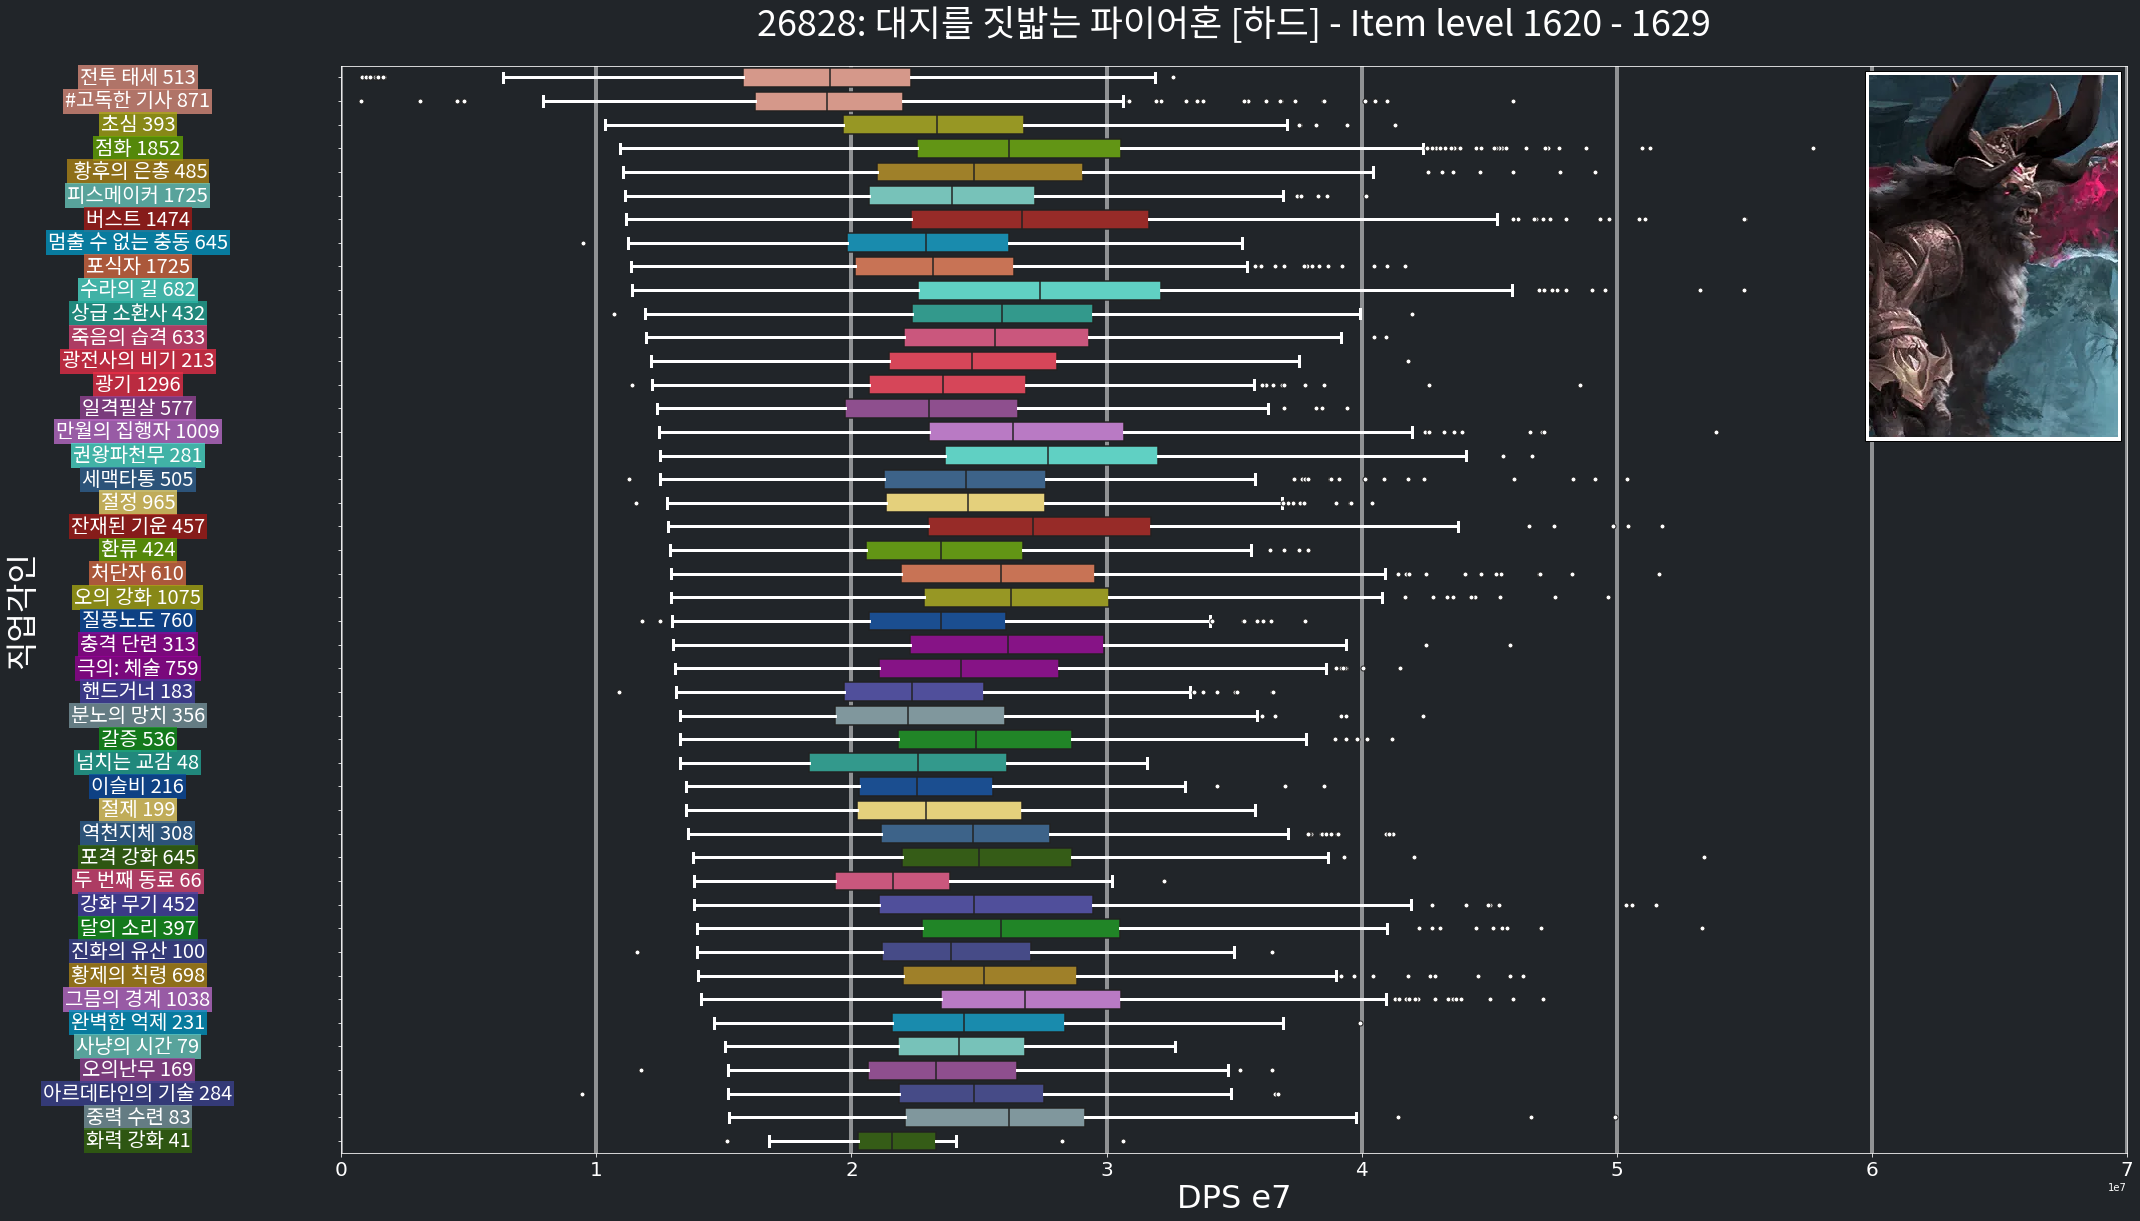 26828: 대지를 짓밟는 파이어혼 [하드] - Item level 1620 - 1629
직업각인
전투 태세 513
#고독한 기사 871
초심 393
점화 1852
황후의 은총 485
피스메이커 1725
버스트 1474
멈출 수 없는 충동 645
포식자 1725
수라의 길 682
상급 소환사 432
죽음의 습격 633
광전사의 비기 213
광기 1296
일격필살 577
만월의 집행자 1009
권왕파천무 281
세맥타통 505
절정 965
잔재된 기운 457
환류 424
처단자 610
오의 강화 1075
질풍노도 760
충격 단련 313
극의: 체술 759
핸드거너 183
분노의 망치 356
갈증 536
넘치는 교감 48
이슬비 216
절제 199
역천지체 308
포격 강화 645
두 번째 동료 66
강화 무기 452
달의 소리 397
진화의 유산 100
황제의 칙령 698
그믐의 경계 1038
완벽한 억제 231
사냥의 시간 79
오의난무 169
아르데타인의 기술 284
중력 수련 83
화력 강화 41
0 1 2 3 4 5 6 7
1e7
DPS e7